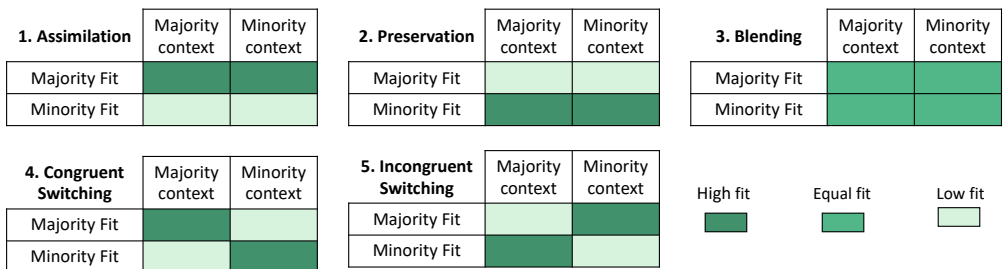 1. Assimilation
Majority context
Minority context
Majority Fit
Minority Fit
2. Preservation
Majority context
Minority context
Majority Fit
Minority Fit
3. Blending
Majority context
Minority context
Majority Fit
Minority Fit
4. Congruent
Switching
Majority context
Minority context
Majority Fit
Minority Fit
5. Incongruent
Switching
Majority context
Minority context
Majority Fit
Minority Fit
High fit
Equal fit
Low fit